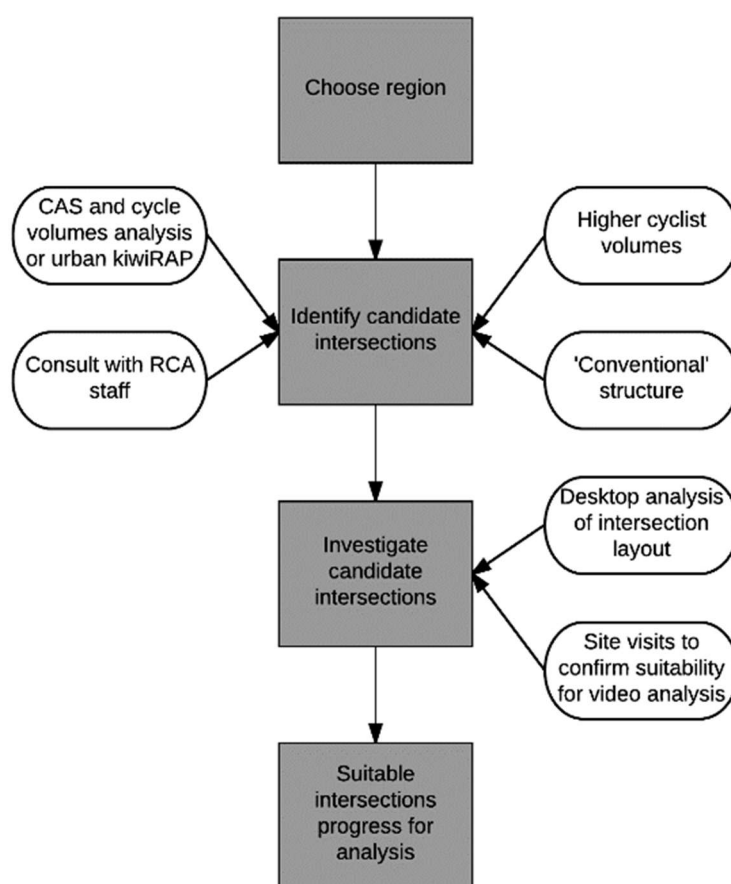 Choose region
CAS and cycle
volumes analysis
or urban kiwiRAP
Higher cyclist
volumes
Identify candidate
intersections
Consult with RCA
staff
'Conventional'
structure
Desktop analysis
of intersection
layout
Investigate
candidate
intersections
Site visits to
confirm suitability
for video analysis
Suitable
intersections
progress for
analysis